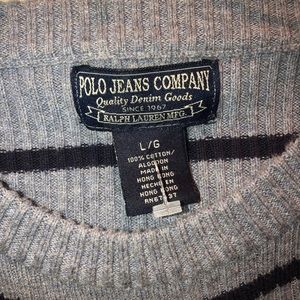 POLO JEANS COMPANY
Quality Denim Goods
SINCE 1967
RALPH LAUREN MFG.
L/G
100% COTTON/
ALGODON
MADE IN
HONG KONG
HECHO EN
HONG KONG